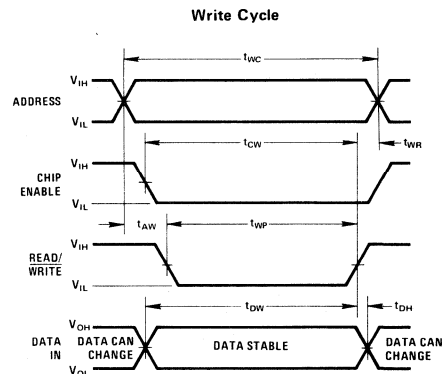 Write Cycle
tWC
VIH
ADDRESS
VIL
tCW
tWR
VIH
CHIP
ENABLE
VIL
tAW
tWP
VIH
READ/
WRITE
VIL
tDW
tDH
VOH
DATA
IN
DATA CAN
CHANGE
DATA STABLE
DATA CAN
CHANGE
VOL